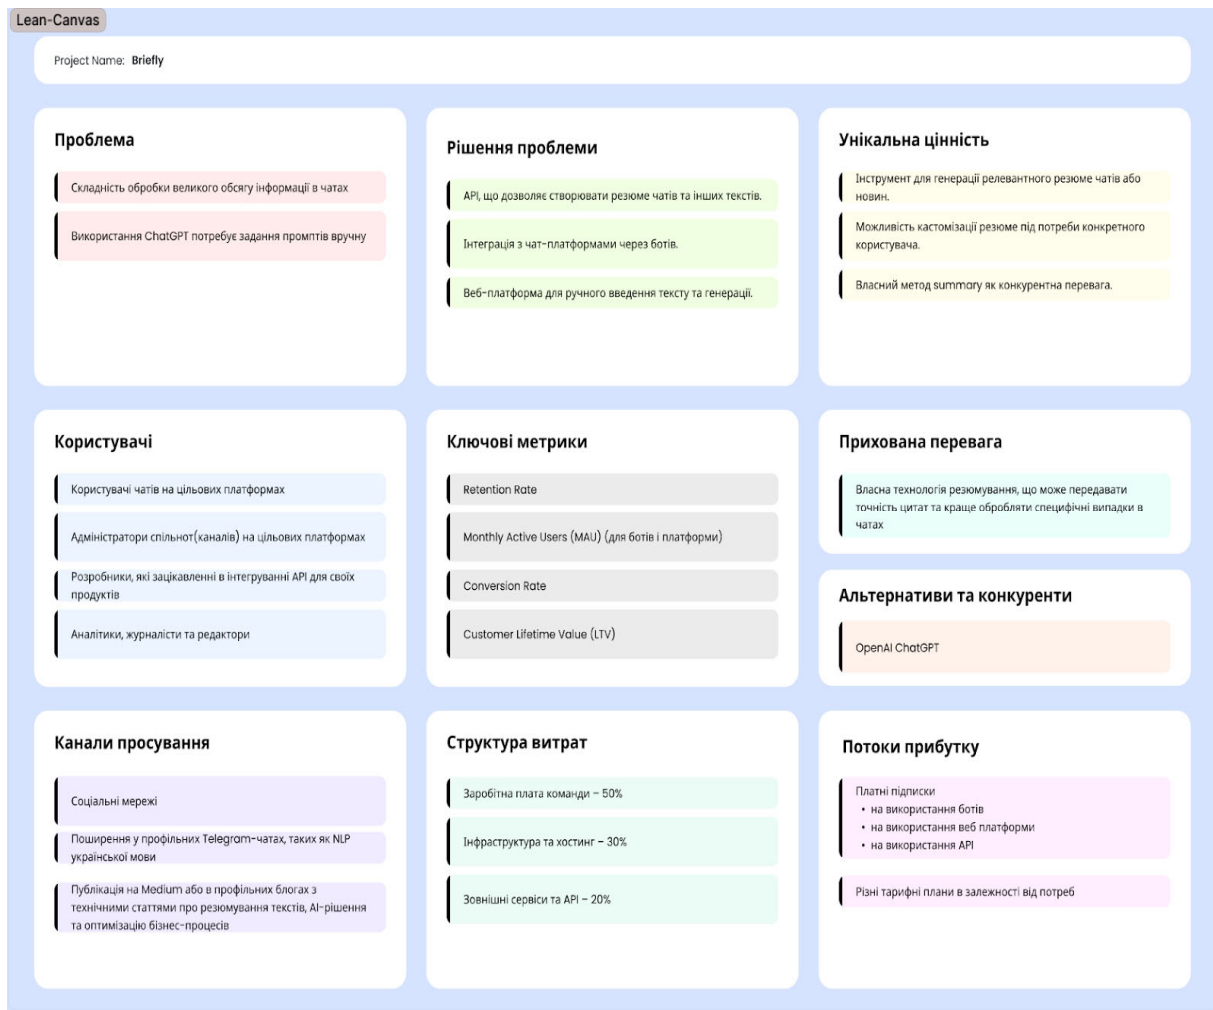 Lean-Canvas
Project Name: Briefly
Проблема
Складність обробки великого обсягу інформації в чатах
Використання ChatGPT потребує задання промптів вручну
Рішення проблеми
API, що дозволяє створювати резюме чатів та інших текстів.
Інтеграція з чат-платформами через ботів.
Веб-платформа для ручного введення тексту та генерації.
Унікальна цінність
Інструмент для генерації релевантного резюме чатів або
новин.
Можливість кастомізації резюме під потреби конкретного
користувача.
Власний метод summary як конкурентна перевага.
Користувачі
Користувачі чатів на цільових платформах
Адміністратори спільнот(каналів) на цільових платформах
Розробники, які зацікавленні в інтегруванні API для своїх
продуктів
Аналітики, журналісти та редактори
Ключові метрики
Retention Rate
Monthly Active Users (MAU) (для ботів і платформи)
Conversion Rate
Customer Lifetime Value (LTV)
Прихована перевага
Власна технологія резюмування, що може передавати
точність цитат та краще обробляти специфічні випадки в
чатах
Альтернативи та конкуренти
OpenAI ChatGPT
Канали просування
Соціальні мережі
Поширення у профільних Telegram-чатах, таких як NLP
української мови
Публікація на Medium або в профільних блогах з
технічними статтями про резюмування текстів, AI-рішення
та оптимізацію бізнес-процесів
Структура витрат
Заробітна плата команди – 50%
Інфраструктура та хостинг – 30%
Зовнішні сервіси та API – 20%
Потоки прибутку
Платні підписки
• на використання ботів
• на використання веб платформи
• на використання API
Різні тарифні плани в залежності від потреб